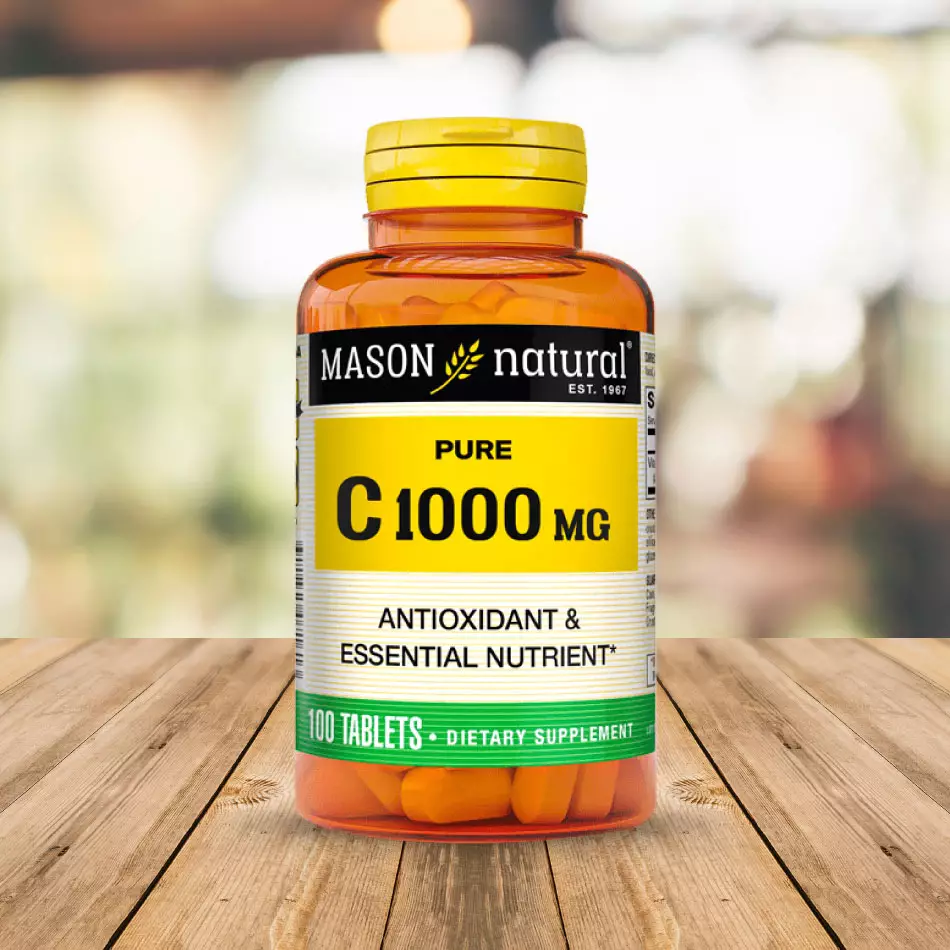 MASON natural®
EST. 1967
PURE
C 1000 MG
ANTIOXIDANT &
ESSENTIAL NUTRIENT*
100 TABLETS • DIETARY SUPPLEMENT